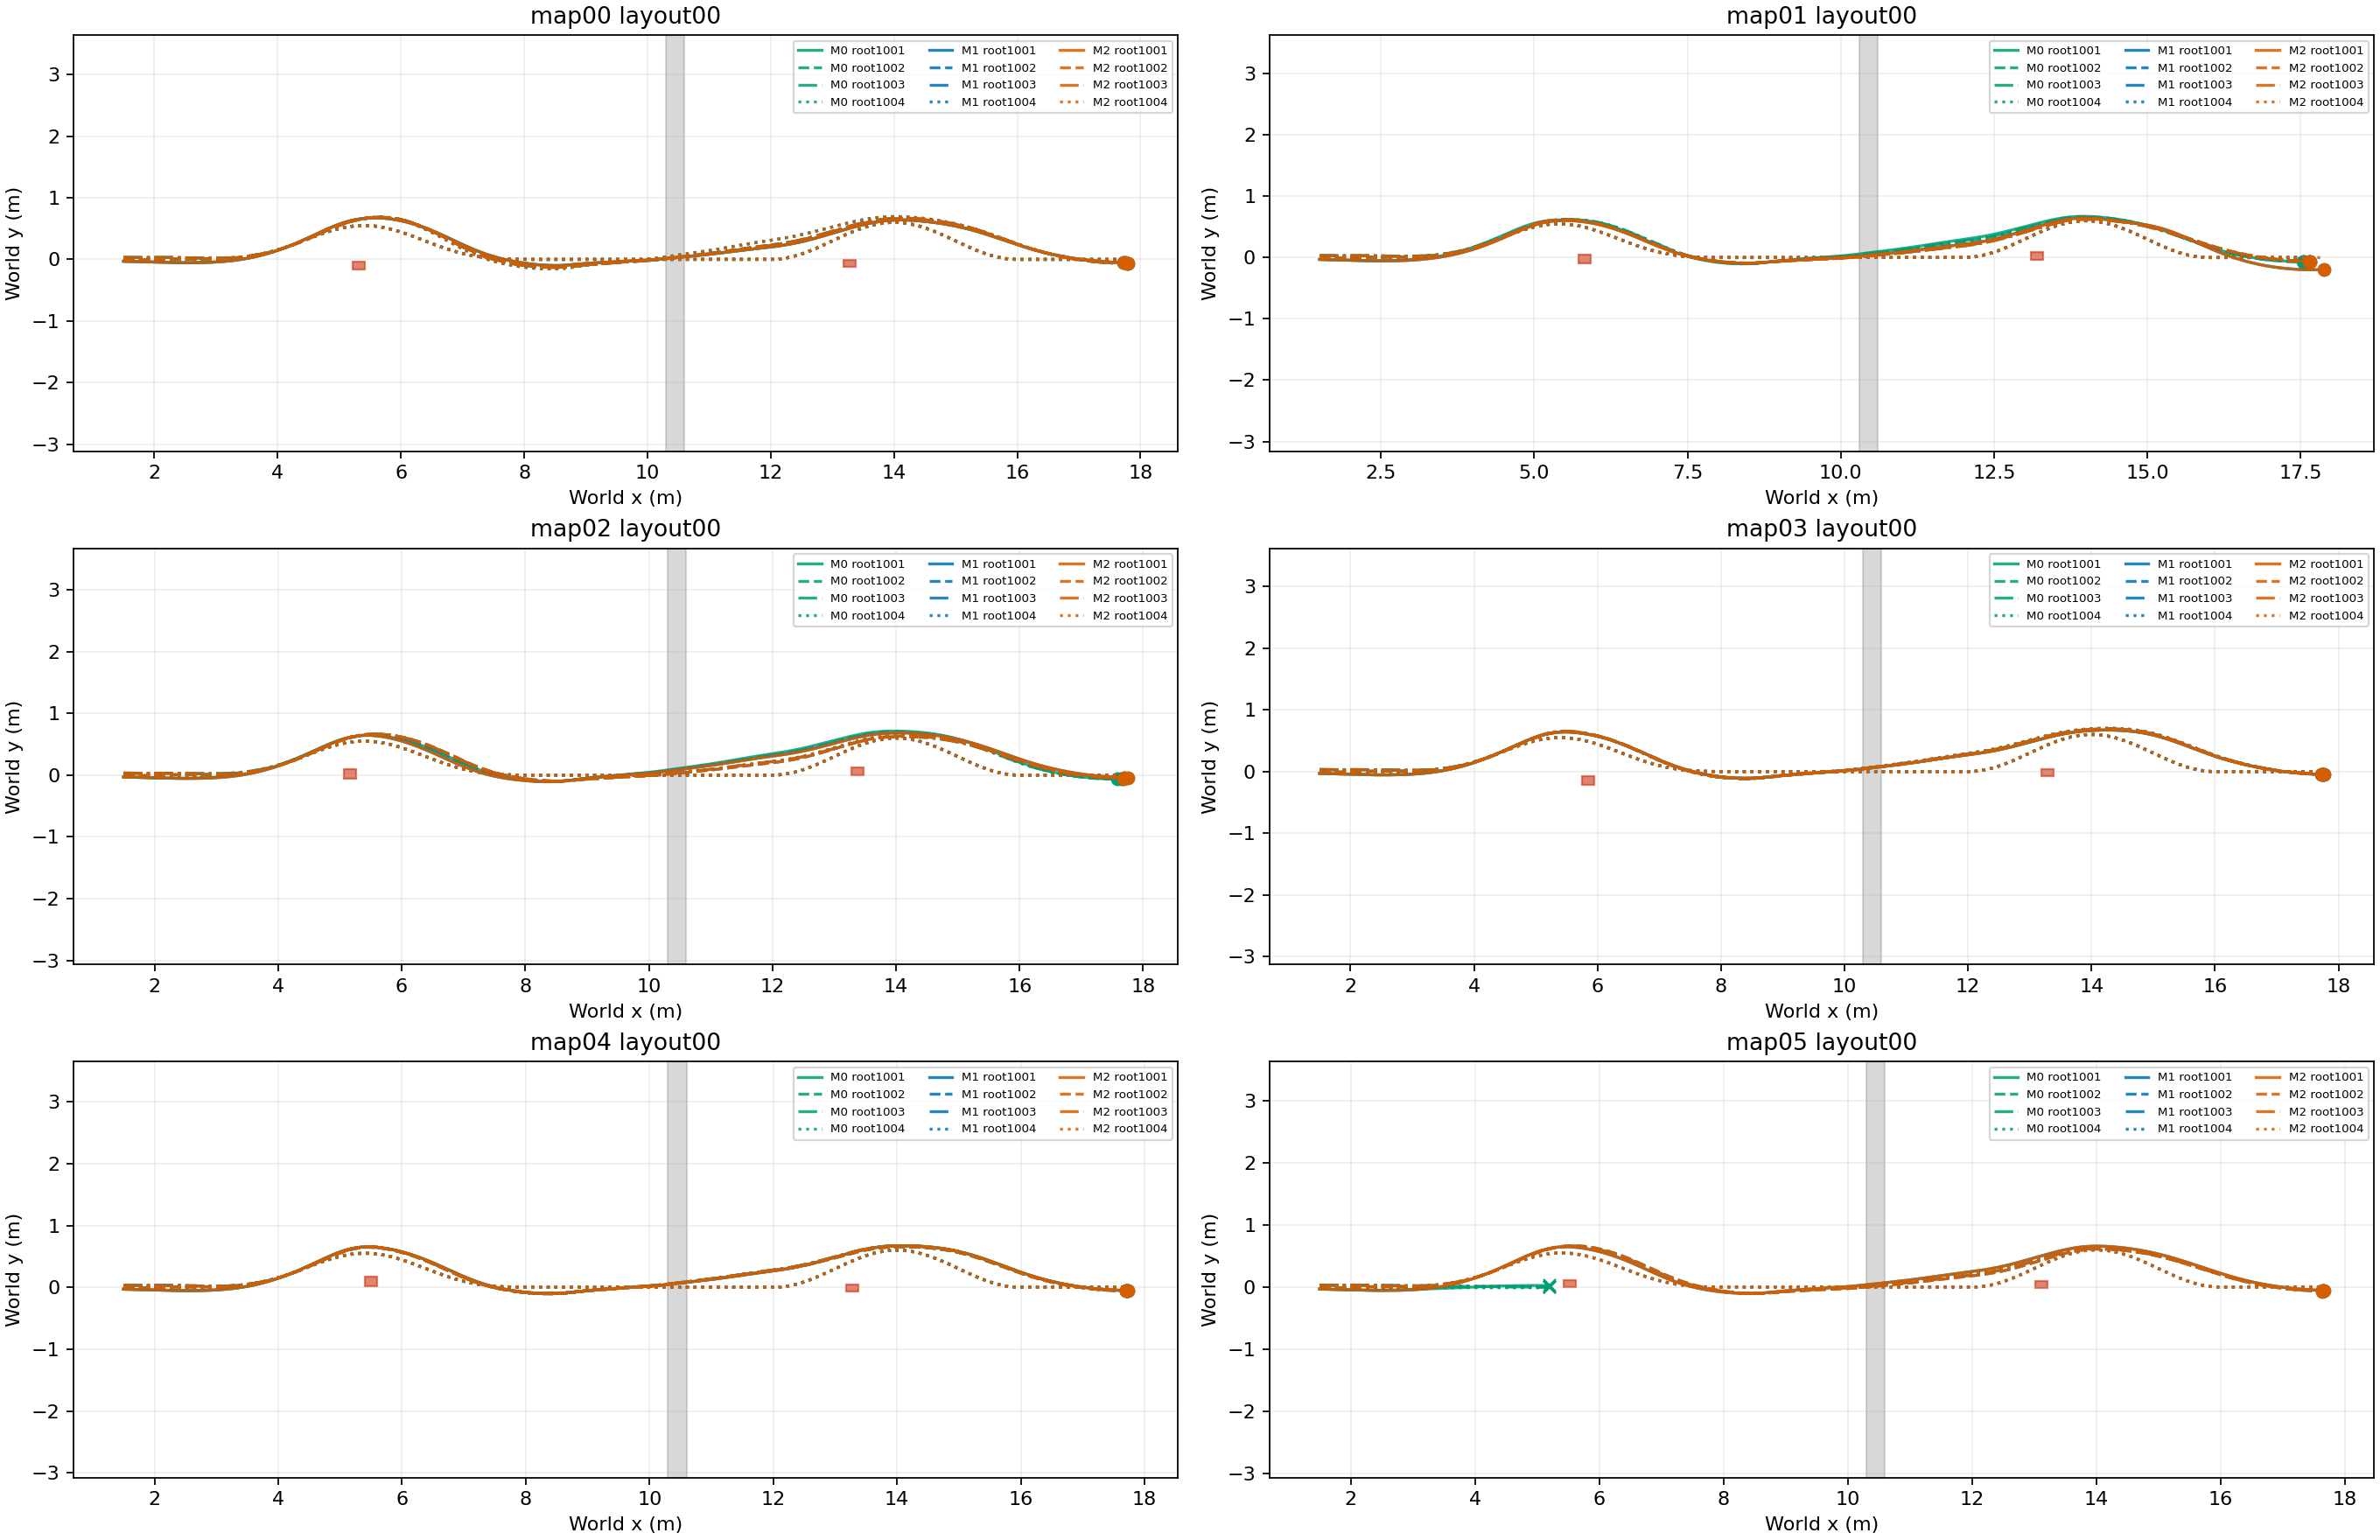 map00 layout00
M0 root1001 M1 root1001 M2 root1001
M0 root1002 M1 root1002 M2 root1002
M0 root1003 M1 root1003 M2 root1003
M0 root1004 M1 root1004 M2 root1004
World y (m)
3
2
1
0
−1
−2
−3
2 4 6 8 10 12 14 16 18
World x (m)
map01 layout00
M0 root1001 M1 root1001 M2 root1001
M0 root1002 M1 root1002 M2 root1002
M0 root1003 M1 root1003 M2 root1003
M0 root1004 M1 root1004 M2 root1004
World y (m)
3
2
1
0
−1
−2
−3
2.5 5.0 7.5 10.0 12.5 15.0 17.5
World x (m)
map02 layout00
M0 root1001 M1 root1001 M2 root1001
M0 root1002 M1 root1002 M2 root1002
M0 root1003 M1 root1003 M2 root1003
M0 root1004 M1 root1004 M2 root1004
World y (m)
3
2
1
0
−1
−2
−3
2 4 6 8 10 12 14 16 18
World x (m)
map03 layout00
M0 root1001 M1 root1001 M2 root1001
M0 root1002 M1 root1002 M2 root1002
M0 root1003 M1 root1003 M2 root1003
M0 root1004 M1 root1004 M2 root1004
World y (m)
3
2
1
0
−1
−2
−3
2 4 6 8 10 12 14 16 18
World x (m)
map04 layout00
M0 root1001 M1 root1001 M2 root1001
M0 root1002 M1 root1002 M2 root1002
M0 root1003 M1 root1003 M2 root1003
M0 root1004 M1 root1004 M2 root1004
World y (m)
3
2
1
0
−1
−2
−3
2 4 6 8 10 12 14 16 18
World x (m)
map05 layout00
M0 root1001 M1 root1001 M2 root1001
M0 root1002 M1 root1002 M2 root1002
M0 root1003 M1 root1003 M2 root1003
M0 root1004 M1 root1004 M2 root1004
World y (m)
3
2
1
0
−1
−2
−3
2 4 6 8 10 12 14 16 18
World x (m)